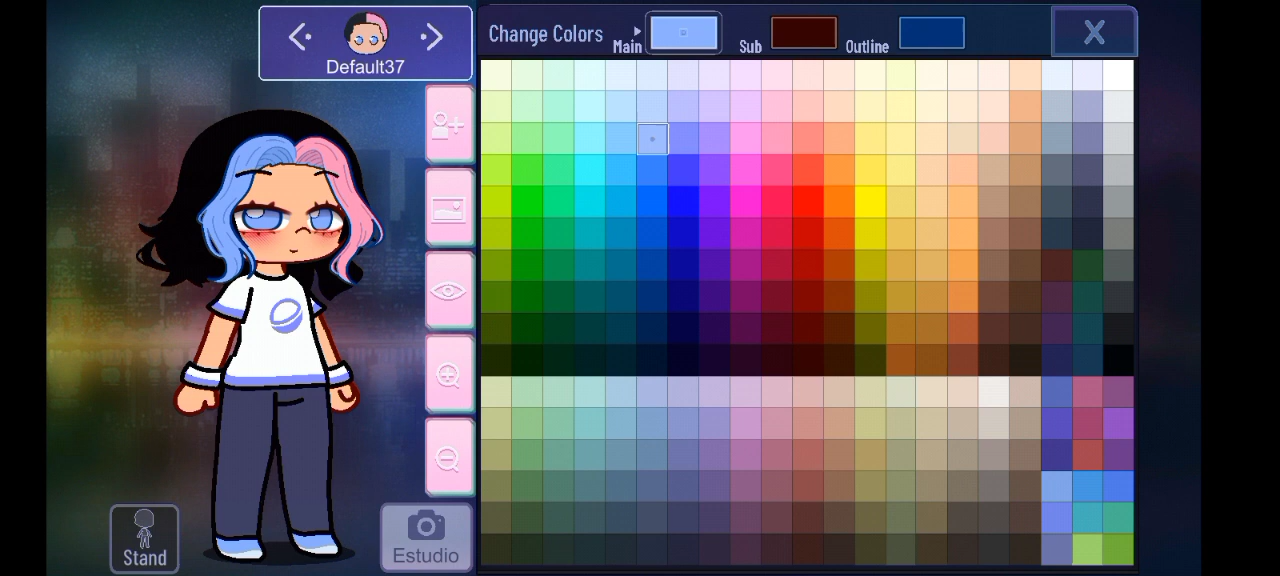 Default37
Change Colors
Main
Sub
Outline
X
Stand
Estudio